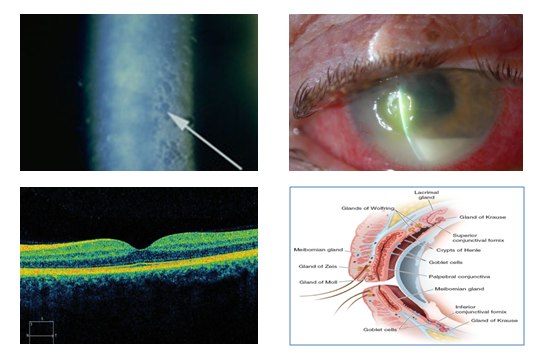 Lacrimal
gland
Glands of Wolfring
Gland of Krause
Superior
conjunctival fornix
Meibomian gland
Crypts of Henle
Goblet cells
Gland of Zeis
Palpebral conjunctiva
Gland of Moll
Meibomian gland
Inferior
conjunctival fornix
Gland of Krause
Goblet cells